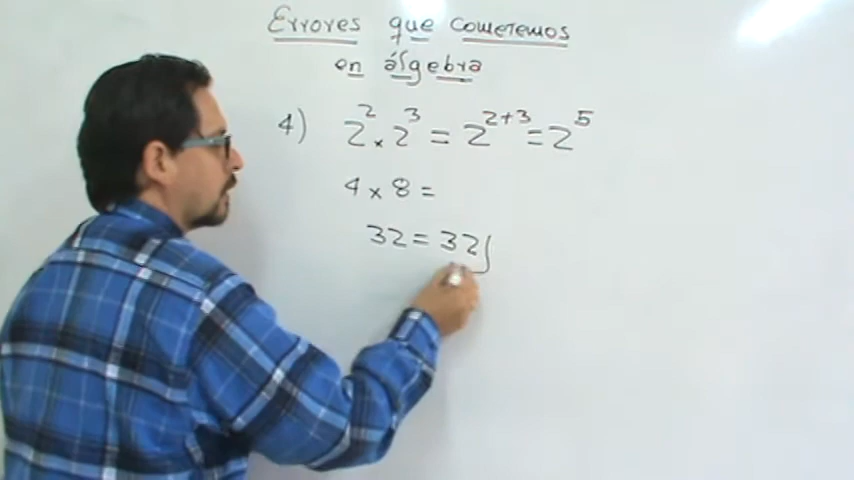 Errores que cometemos
en álgebra
4) 2² × 2³ = 2²⁺³ = 2⁵
4 × 8 =
32 = 32